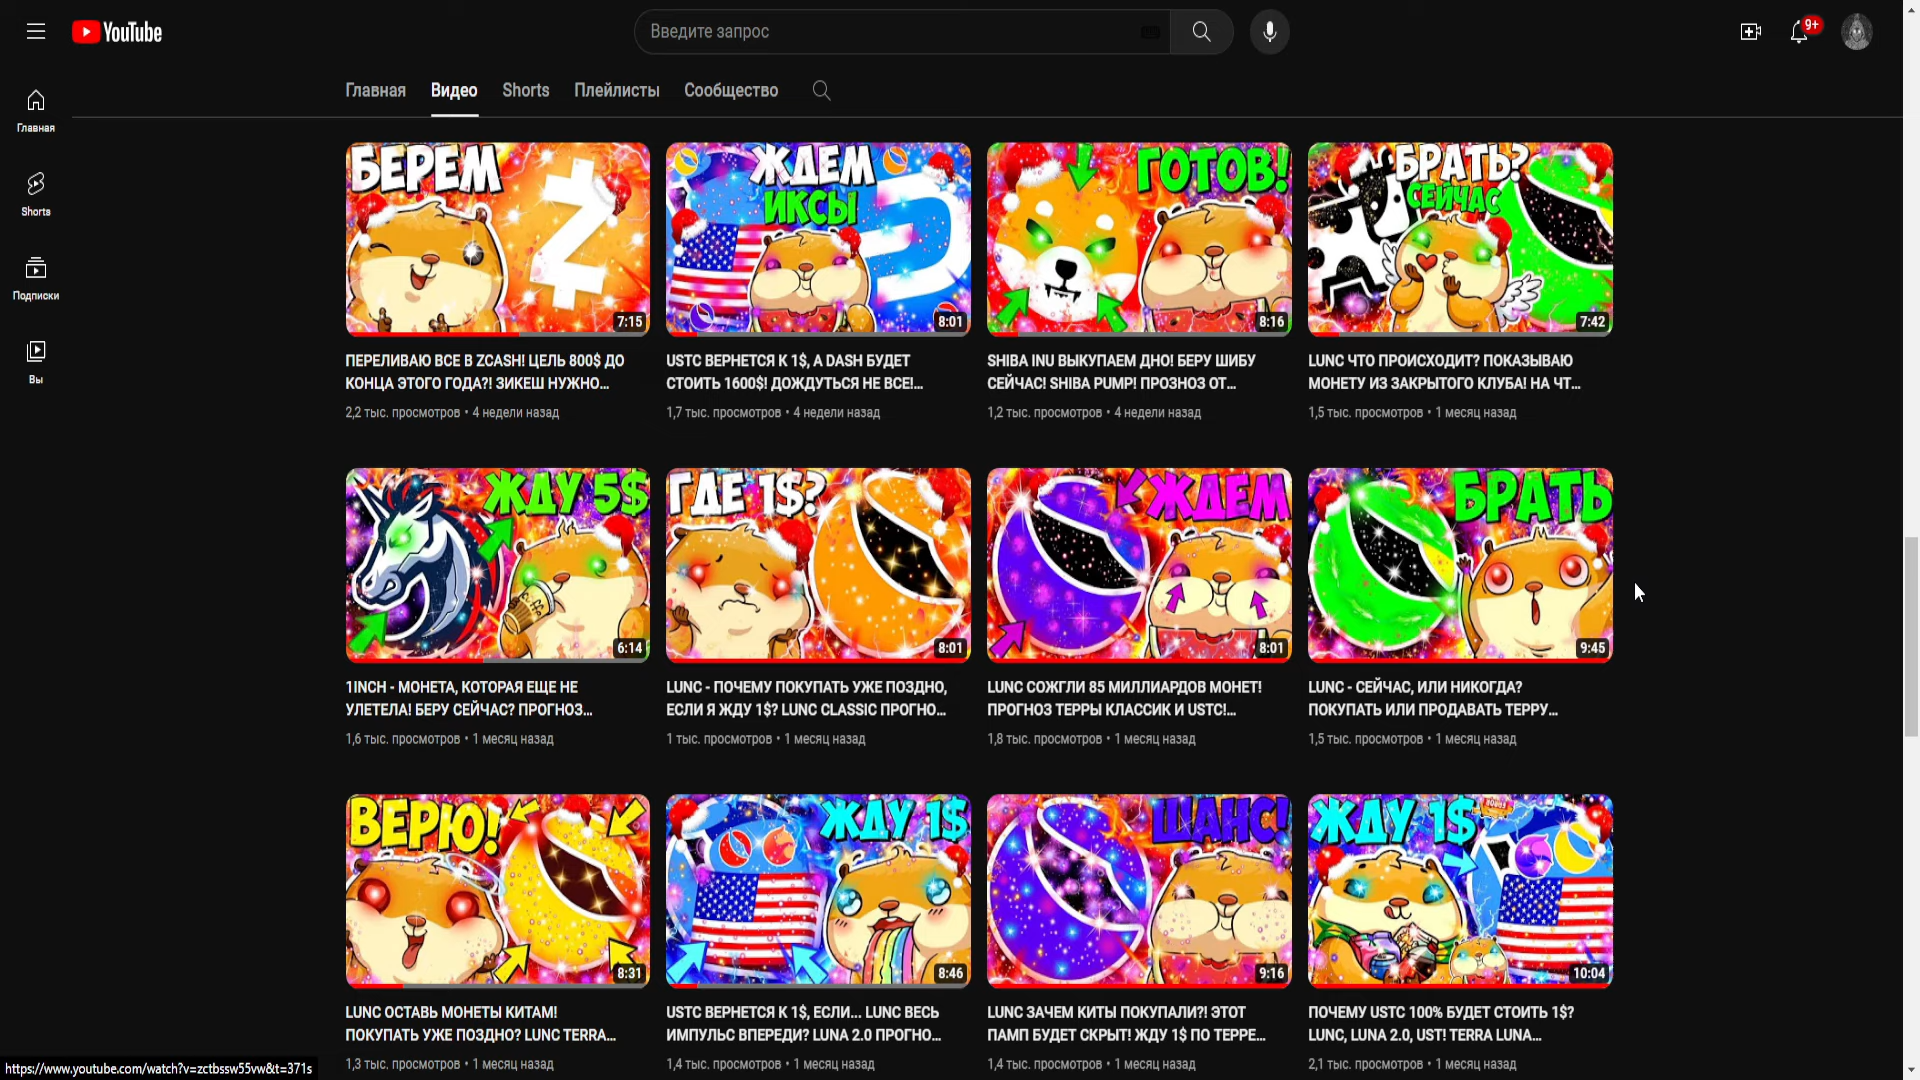 YouTube
Введите запрос
9+
Главная
Видео
Shorts
Плейлисты
Сообщество
Главная
Shorts
Подписки
Вы
БЕРЕМ
7:15
ЖДЕМ
ИКСЫ
8:01
ГОТОВ!
8:16
БРАТЬ?
СЕЙЧАС
7:42
ПЕРЕЛИВАЮ ВСЕ В ZCASH! ЦЕЛЬ 800$ ДО
КОНЦА ЭТОГО ГОДА?! ЗИКЕШ НУЖНО...
2,2 тыс. просмотров • 4 недели назад
USTC ВЕРНЕТСЯ К 1$, А DASH БУДЕТ
СТОИТЬ 1600$! ДОЖДУТЬСЯ НЕ ВСЕ!...
1,7 тыс. просмотров • 4 недели назад
SHIBA INU ВЫКУПАЕМ ДНО! БЕРУ ШИБУ
СЕЙЧАС! SHIBA PUMP! ПРОЗНОЗ ОТ...
1,2 тыс. просмотров • 4 недели назад
LUNC ЧТО ПРОИСХОДИТ? ПОКАЗЫВАЮ
МОНЕТУ ИЗ ЗАКРЫТОГО КЛУБА! НА ЧТ...
1,5 тыс. просмотров • 1 месяц назад
ЖДУ 5$
6:14
ГДЕ 1$?
8:01
ЖДЕМ
8:01
БРАТЬ
9:45
1INCH - МОНЕТА, КОТОРАЯ ЕЩЕ НЕ
УЛЕТЕЛА! БЕРУ СЕЙЧАС? ПРОГНОЗ...
1,6 тыс. просмотров • 1 месяц назад
LUNC - ПОЧЕМУ ПОКУПАТЬ УЖЕ ПОЗДНО,
ЕСЛИ Я ЖДУ 1$? LUNC CLASSIC ПРОГНО...
1 тыс. просмотров • 1 месяц назад
LUNC СОЖГЛИ 85 МИЛЛИАРДОВ МОНЕТ!
ПРОГНОЗ ТЕРРЫ КЛАССИК И USTC!...
1,8 тыс. просмотров • 1 месяц назад
LUNC - СЕЙЧАС, ИЛИ НИКОГДА?
ПОКУПАТЬ ИЛИ ПРОДАВАТЬ ТЕРРУ...
1,5 тыс. просмотров • 1 месяц назад
ВЕРЮ!
8:31
ЖДУ 1$
8:46
ШАНС!
9:16
ЖДУ 1$
10:04
LUNC ОСТАВЬ МОНЕТЫ КИТАМ!
ПОКУПАТЬ УЖЕ ПОЗДНО? LUNC TERRA...
1,3 тыс. просмотров • 1 месяц назад
USTC ВЕРНЕТСЯ К 1$, ЕСЛИ... LUNC ВЕСЬ
ИМПУЛЬС ВПЕРЕДИ? LUNA 2.0 ПРОГНО...
1,4 тыс. просмотров • 1 месяц назад
LUNC ЗАЧЕМ КИТЫ ПОКУПАЛИ?! ЭТОТ
ПАМП БУДЕТ СКРЫТ! ЖДУ 1$ ПО ТЕРРЕ...
1,4 тыс. просмотров • 1 месяц назад
ПОЧЕМУ USTC 100% БУДЕТ СТОИТЬ 1$?
LUNC, LUNA 2.0, UST! TERRA LUNA...
2,1 тыс. просмотров • 1 месяц назад
https://www.youtube.com/watch?v=zctbssw55vw&t=371s